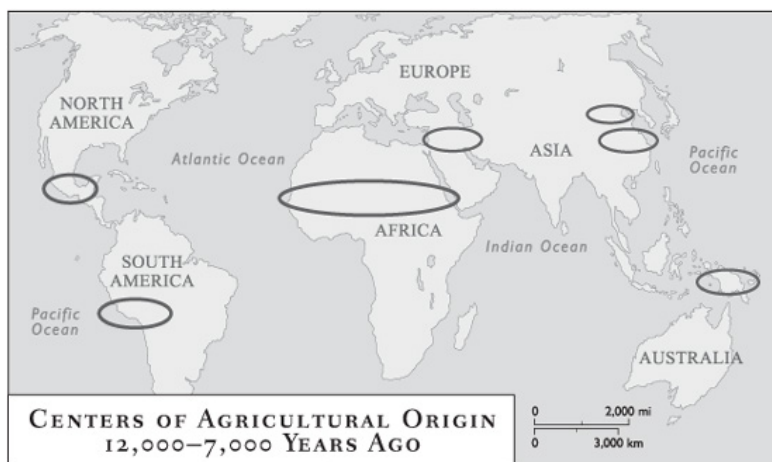 EUROPE
NORTH
AMERICA
Atlantic Ocean
ASIA
Pacific
Ocean
AFRICA
Indian Ocean
SOUTH
AMERICA
Pacific
Ocean
AUSTRALIA
CENTERS OF AGRICULTURAL ORIGIN
12,000–7,000 YEARS AGO
0 2,000 mi
0 3,000 km